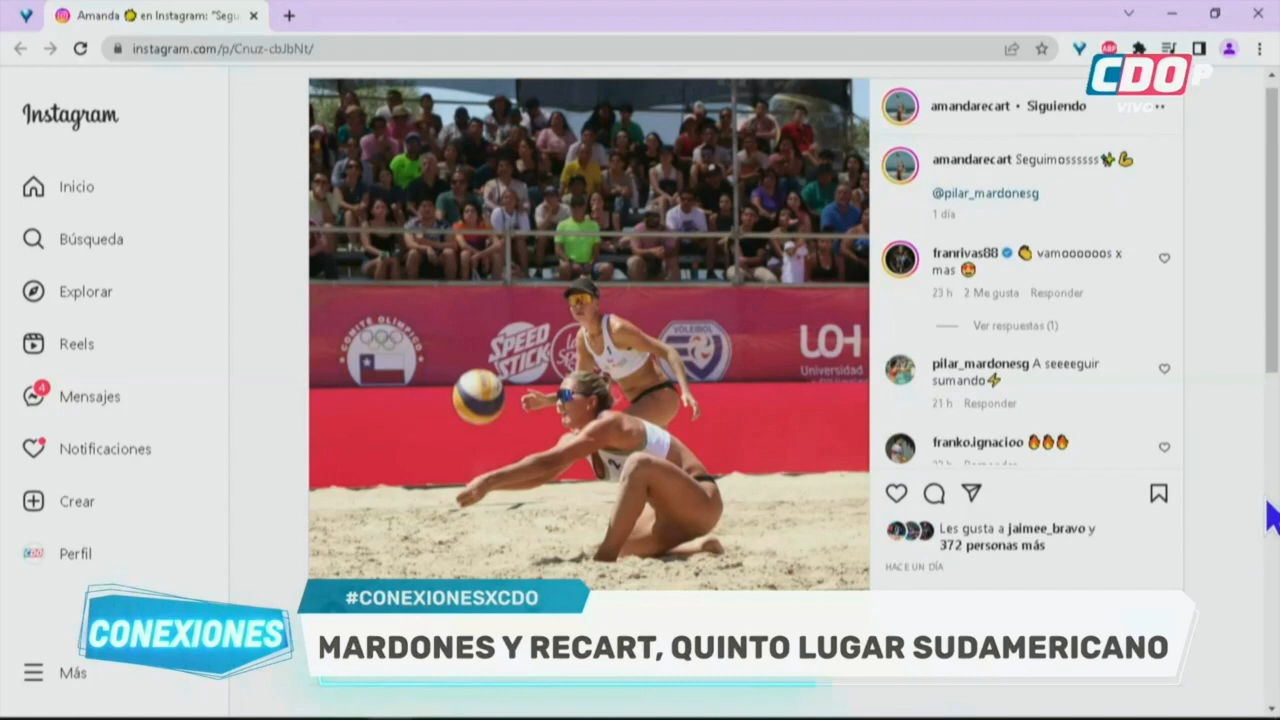 Amanda 👏 en Instagram: "Segu
instagram.com/p/Cnuz-cbJbNt/
ABP
CDO
P
VIVO
Instagram
Inicio
Búsqueda
Explorar
Reels
4
Mensajes
Notificaciones
Crear
CDO
Perfil
Más
COMITÉ OLÍMPICO
SPEED STICK
VOLEIBOL
UOH
Universidad
amandarecart • Siguiendo
amandarecart Seguimossssss🌿💪
@pilar_mardonesg
1 día
franrivas88 👏 vamoooooos x
mas 😍
23 h 2 Me gusta Responder
Ver respuestas (1)
pilar_mardonesg A seeeeguir
sumando⚡
21 h Responder
franko.ignacioo 🔥🔥🔥
Les gusta a jaimee_bravo y
372 personas más
HACE UN DÍA
#CONEXIONESXCDO
CONEXIONES
MARDONES Y RECART, QUINTO LUGAR SUDAMERICANO